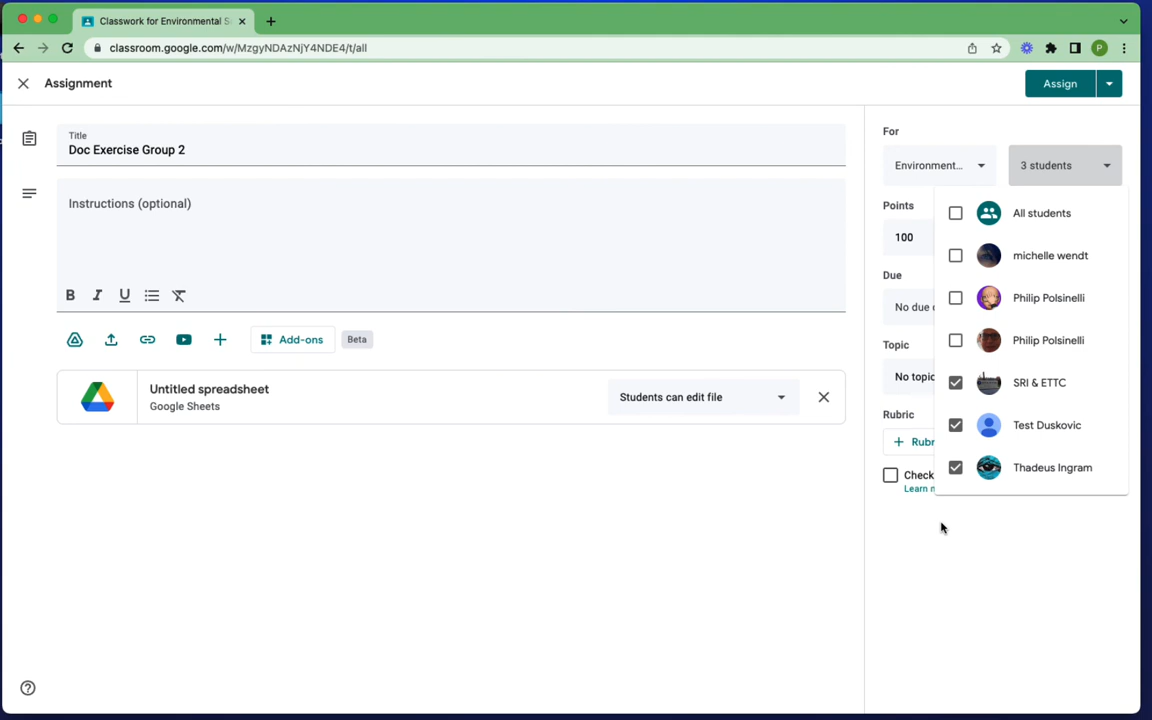 Classwork for Environmental S
classroom.google.com/w/MzgyNDAzNjY4NDE4/t/all
P
Assignment
Assign
Title
Doc Exercise Group 2
Instructions (optional)
B I U
Add-ons
Beta
Untitled spreadsheet
Google Sheets
Students can edit file
For
Environment...
3 students
Points
100
Due
No due
Topic
No topic
Rubric
+ Rubr
Check
Learn
All students
michelle wendt
Philip Polsinelli
Philip Polsinelli
SRI & ETTC
Test Duskovic
Thadeus Ingram